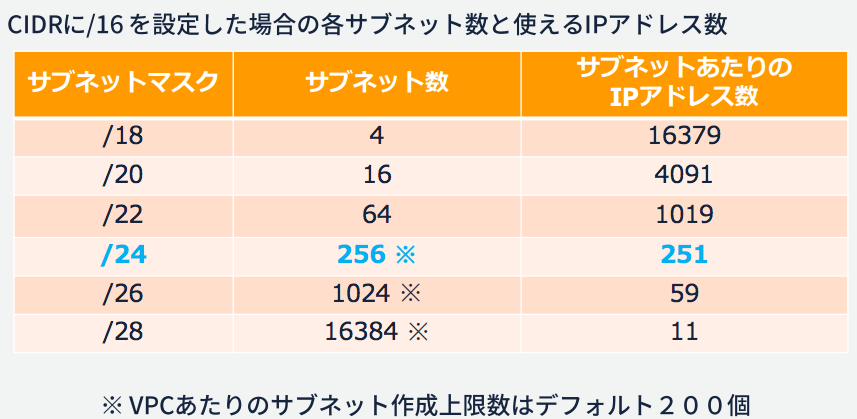 CIDRに/16 を設定した場合の各サブネット数と使えるIPアドレス数
サブネットマスク サブネット数 サブネットあたりの
IPアドレス数
/18 4 16379
/20 16 4091
/22 64 1019
/24 256 ※ 251
/26 1024 ※ 59
/28 16384 ※ 11
※ VPCあたりのサブネット作成上限数はデフォルト２００個